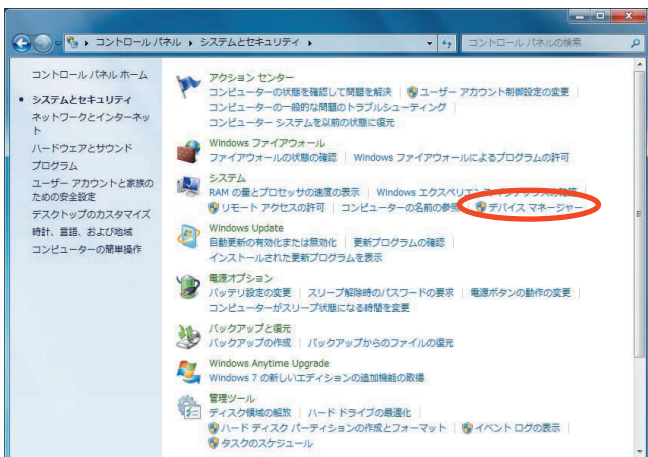 コントロール パネル ▸ システムとセキュリティ ▸
コントロール パネルの検索
コントロール パネル ホーム
システムとセキュリティ
ネットワークとインターネッ
ト
ハードウェアとサウンド
プログラム
ユーザー アカウントと家族の
ための安全設定
デスクトップのカスタマイズ
時計、言語、および地域
コンピューターの簡単操作
アクション センター
コンピューターの状態を確認して問題を解決 | ユーザー アカウント制御設定の変更 |
コンピューターの一般的な問題のトラブルシューティング |
コンピューター システムを以前の状態に復元
Windows ファイアウォール
ファイアウォールの状態の確認 | Windows ファイアウォールによるプログラムの許可
システム
RAM の量とプロセッサの速度の表示 | Windows エクスペリエンス インデックスの確認 |
リモート アクセスの許可 | コンピューターの名前の参照 | デバイス マネージャー
Windows Update
自動更新の有効化または無効化 | 更新プログラムの確認 |
インストールされた更新プログラムを表示
電源オプション
バッテリ設定の変更 | スリープ解除時のパスワードの要求 | 電源ボタンの動作の変更 |
コンピューターがスリープ状態になる時間を変更
バックアップと復元
バックアップの作成 | バックアップからのファイルの復元
Windows Anytime Upgrade
Windows 7 の新しいエディションの追加機能の取得
管理ツール
ディスク領域の解放 | ハード ドライブの最適化 |
ハード ディスク パーティションの作成とフォーマット | イベント ログの表示 |
タスクのスケジュール